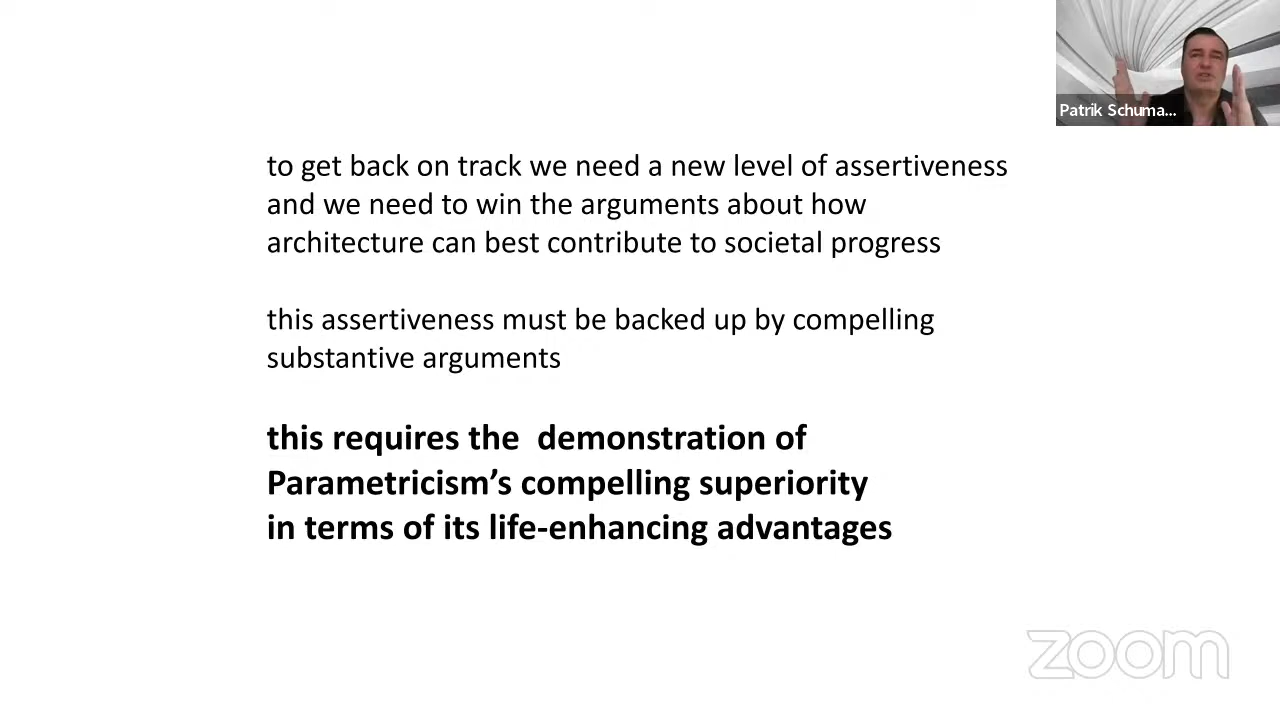 Patrik Schuma...
to get back on track we need a new level of assertiveness
and we need to win the arguments about how
architecture can best contribute to societal progress
this assertiveness must be backed up by compelling
substantive arguments
this requires the  demonstration of
Parametricism’s compelling superiority
in terms of its life-enhancing advantages
zoom